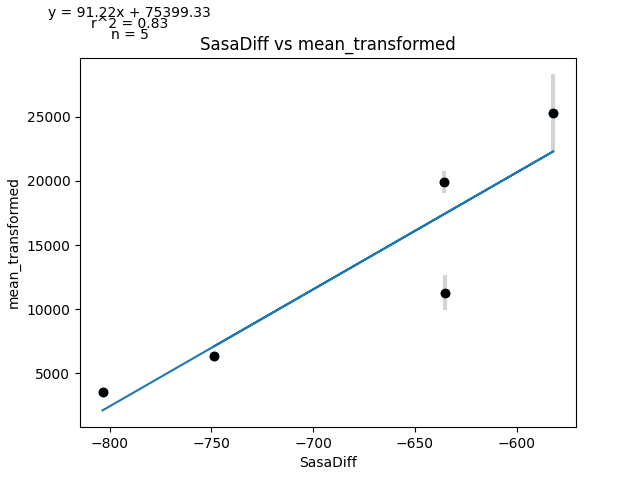 y = 91.22x + 75399.33
r^2 = 0.83
n = 5
SasaDiff vs mean_transformed
mean_transformed
25000
20000
15000
10000
5000
−800 −750 −700 −650 −600
SasaDiff